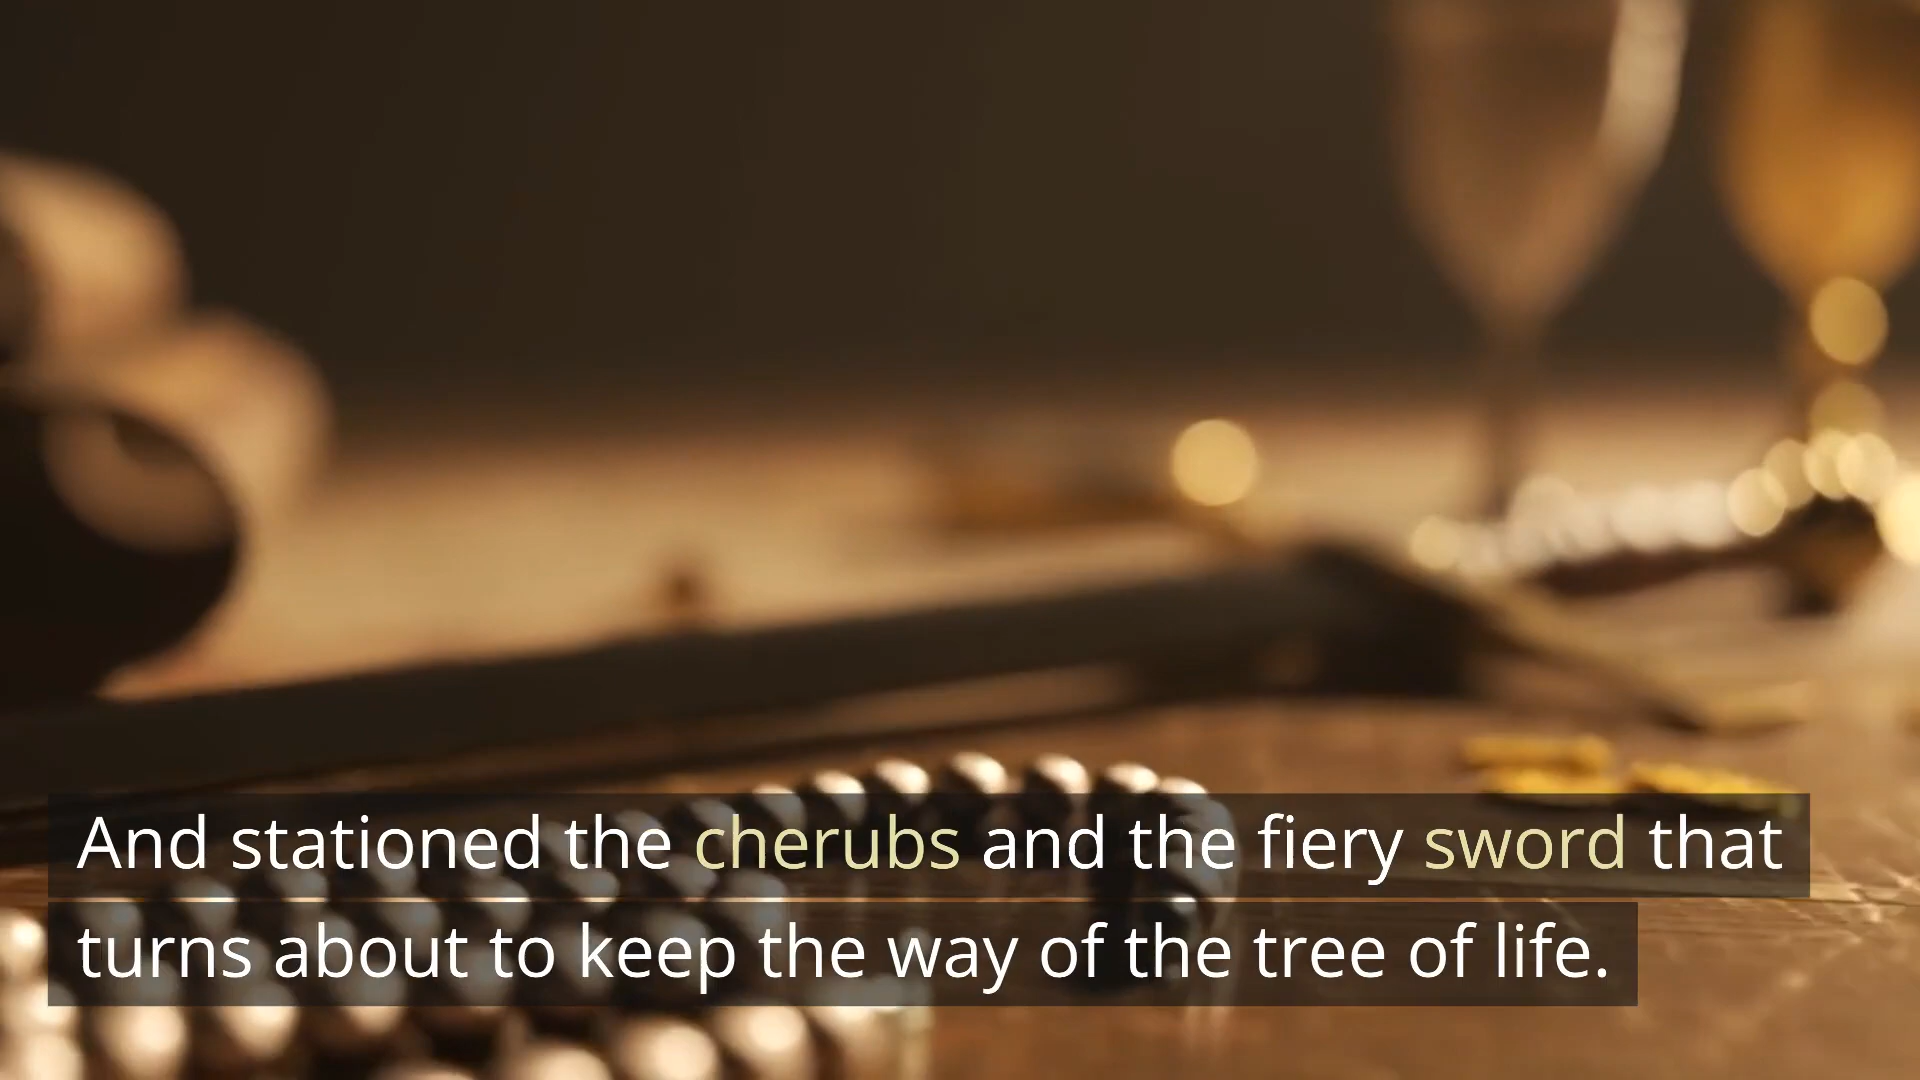 And stationed the cherubs and the fiery sword that
turns about to keep the way of the tree of life.